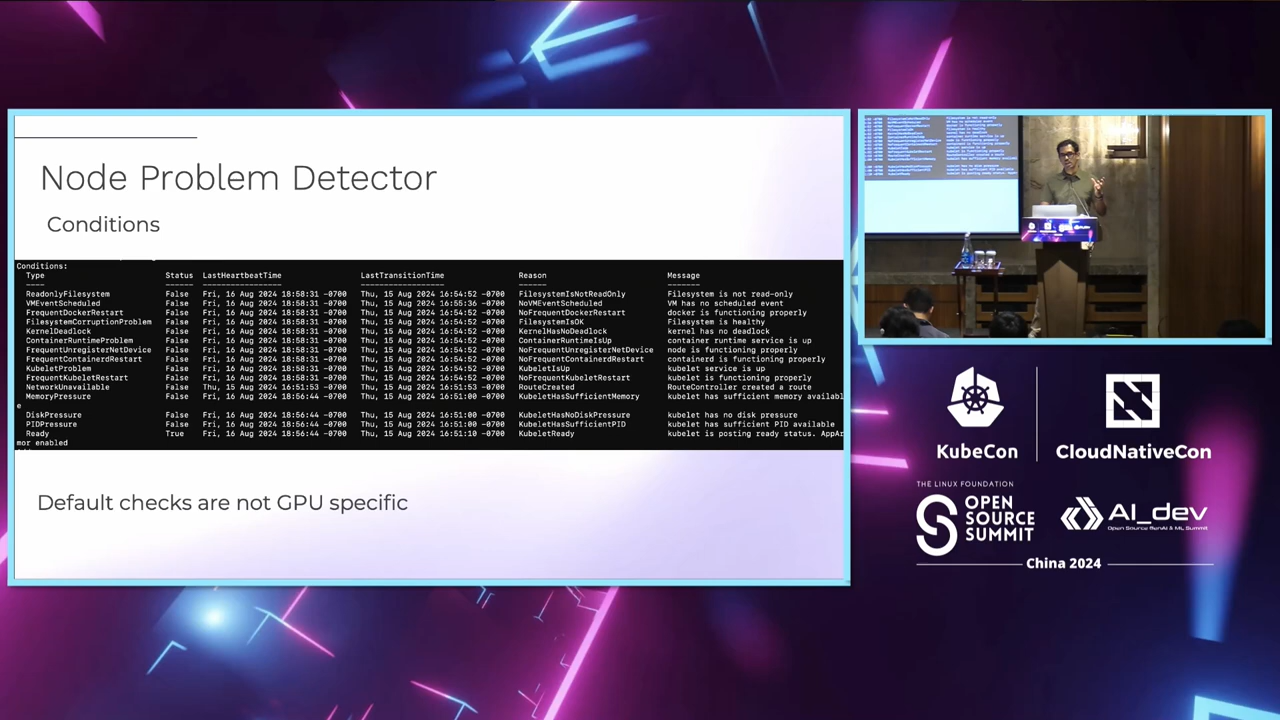 Node Problem Detector
Conditions
Conditions:
Type Status LastHeartbeatTime LastTransitionTime Reason Message
---- ------ ----------------- ------------------ ------ -------
ReadonlyFilesystem False Fri, 16 Aug 2024 18:58:31 -0700 Thu, 15 Aug 2024 16:54:52 -0700 FilesystemIsNotReadOnly Filesystem is not read-only
VMEventScheduled False Fri, 16 Aug 2024 18:58:31 -0700 Thu, 15 Aug 2024 16:55:36 -0700 NoVMEventScheduled VM has no scheduled event
FrequentDockerRestart False Fri, 16 Aug 2024 18:58:31 -0700 Thu, 15 Aug 2024 16:54:52 -0700 NoFrequentDockerRestart docker is functioning properly
FilesystemCorruptionProblem False Fri, 16 Aug 2024 18:58:31 -0700 Thu, 15 Aug 2024 16:54:52 -0700 FilesystemIsOK Filesystem is healthy
KernelDeadlock False Fri, 16 Aug 2024 18:58:31 -0700 Thu, 15 Aug 2024 16:54:52 -0700 KernelHasNoDeadlock kernel has no deadlock
ContainerRuntimeProblem False Fri, 16 Aug 2024 18:58:31 -0700 Thu, 15 Aug 2024 16:54:52 -0700 ContainerRuntimeIsUp container runtime service is up
FrequentUnregisterNetDevice False Fri, 16 Aug 2024 18:58:31 -0700 Thu, 15 Aug 2024 16:54:52 -0700 NoFrequentUnregisterNetDevice node is functioning properly
FrequentContainerdRestart False Fri, 16 Aug 2024 18:58:31 -0700 Thu, 15 Aug 2024 16:54:52 -0700 NoFrequentContainerdRestart containerd is functioning properly
KubeletProblem False Fri, 16 Aug 2024 18:58:31 -0700 Thu, 15 Aug 2024 16:54:52 -0700 KubeletIsUp kubelet service is up
FrequentKubeletRestart False Fri, 16 Aug 2024 18:58:31 -0700 Thu, 15 Aug 2024 16:54:52 -0700 NoFrequentKubeletRestart kubelet is functioning properly
NetworkUnavailable False Thu, 15 Aug 2024 16:51:53 -0700 Thu, 15 Aug 2024 16:51:53 -0700 RouteCreated RouteController created a route
MemoryPressure False Fri, 16 Aug 2024 18:56:44 -0700 Thu, 15 Aug 2024 16:51:00 -0700 KubeletHasSufficientMemory kubelet has sufficient memory availabl
e
DiskPressure False Fri, 16 Aug 2024 18:56:44 -0700 Thu, 15 Aug 2024 16:51:00 -0700 KubeletHasNoDiskPressure kubelet has no disk pressure
PIDPressure False Fri, 16 Aug 2024 18:56:44 -0700 Thu, 15 Aug 2024 16:51:00 -0700 KubeletHasSufficientPID kubelet has sufficient PID available
Ready True Fri, 16 Aug 2024 18:56:44 -0700 Thu, 15 Aug 2024 16:51:10 -0700 KubeletReady kubelet is posting ready status. AppAr
mor enabled
Default checks are not GPU specific
KubeCon
CloudNativeCon
THE LINUX FOUNDATION
OPEN
SOURCE
SUMMIT
AI_dev
Open Source GenAI & ML Summit
China 2024